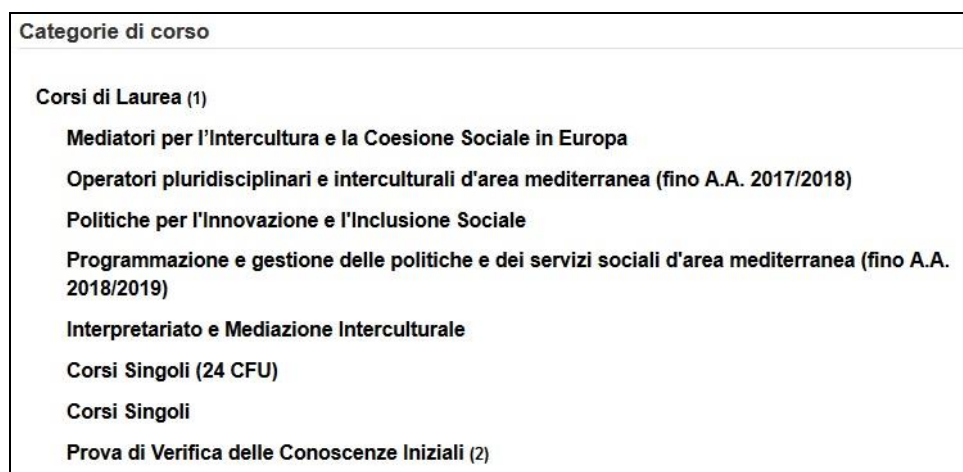 Categorie di corso
Corsi di Laurea (1)
Mediatori per l’Intercultura e la Coesione Sociale in Europa
Operatori pluridisciplinari e interculturali d'area mediterranea (fino A.A. 2017/2018)
Politiche per l'Innovazione e l'Inclusione Sociale
Programmazione e gestione delle politiche e dei servizi sociali d'area mediterranea (fino A.A.
2018/2019)
Interpretariato e Mediazione Interculturale
Corsi Singoli (24 CFU)
Corsi Singoli
Prova di Verifica delle Conoscenze Iniziali (2)